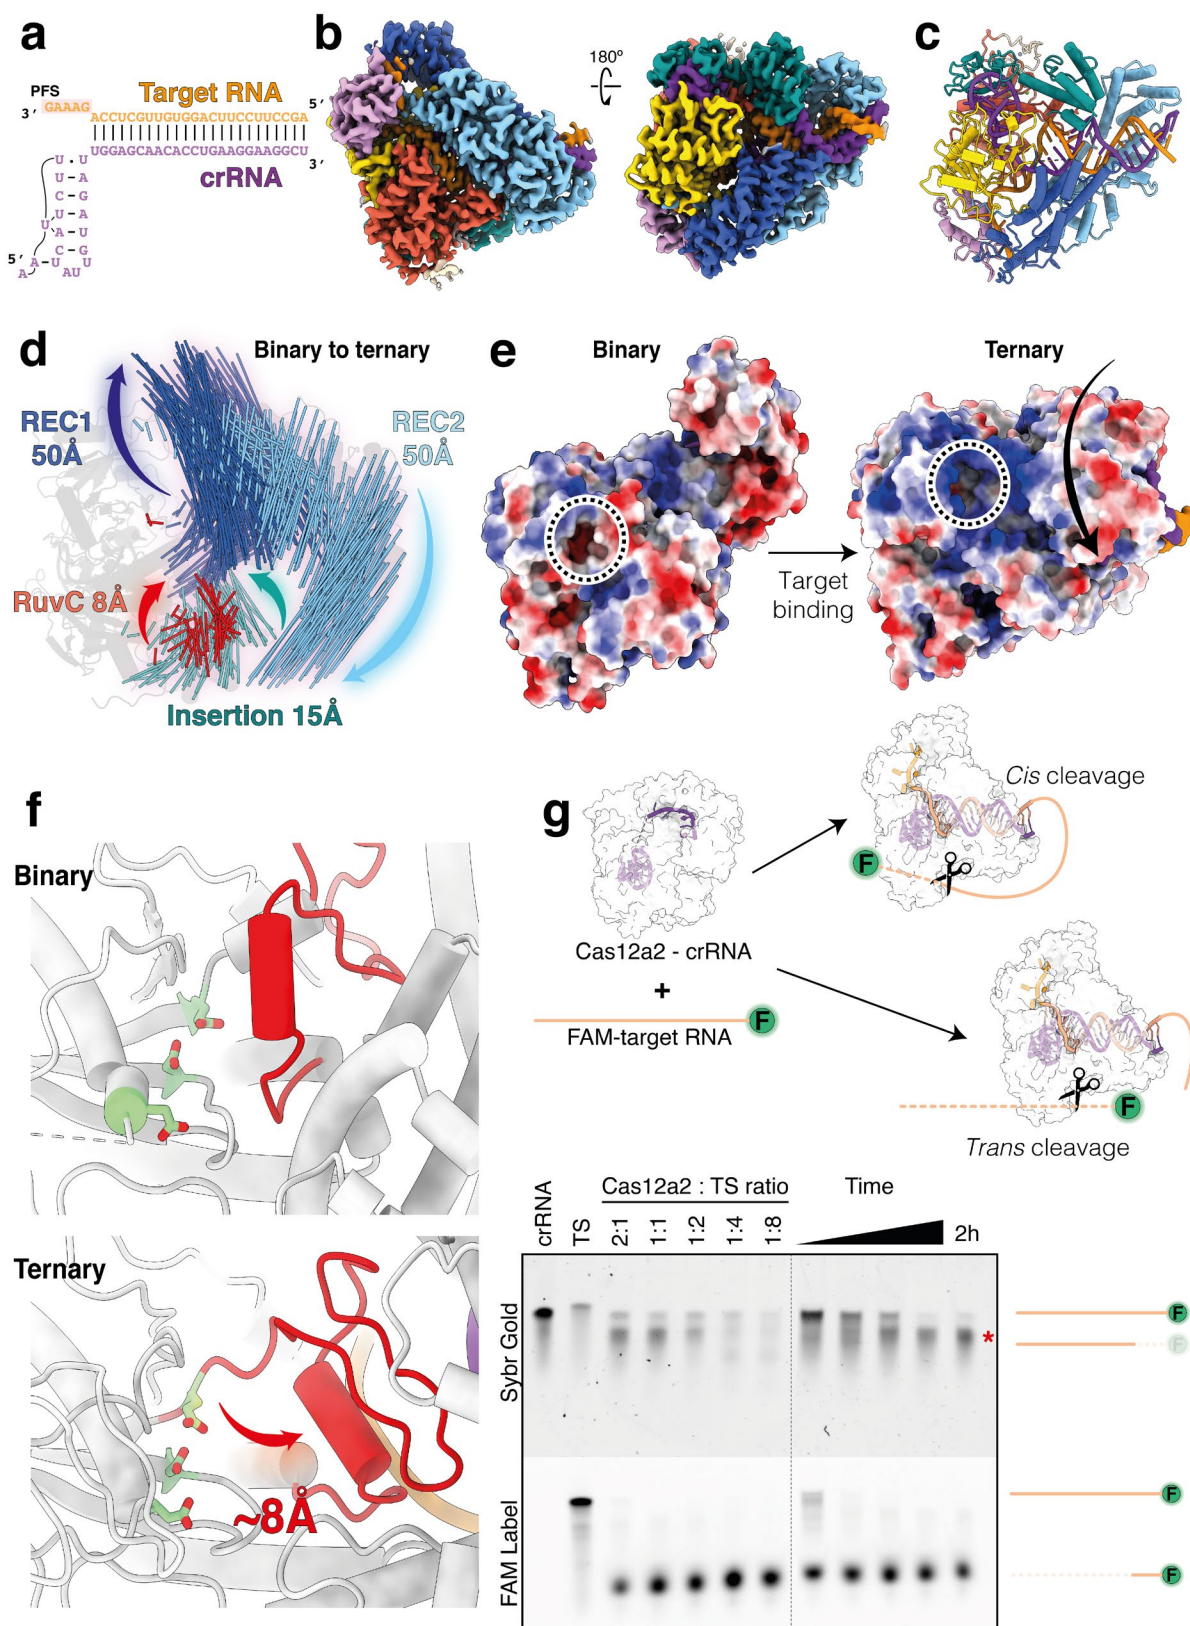 a
PFS
3′ GAAAG
Target RNA
5′
ACCUCGUUGUGGACUUCCUUCCGA
UGGAGCAACACCUGAAGGAAGGCU
3′
crRNA
U U
U A
C G
U A
U A U
C G
A A C U U
AU
5′
A
b
180°
c
d
Binary to ternary
REC1
50Å
REC2
50Å
RuvC 8Å
Insertion 15Å
e
Binary
Ternary
Target
binding
f
Binary
Ternary
~8Å
g
Cis cleavage
F
Cas12a2 - crRNA
+
F
FAM-target RNA
F
Trans cleavage
Cas12a2 : TS ratio
Time
crRNA
TS
2:1
1:1
1:2
1:4
1:8
2h
Sybr Gold
F
*
F
FAM Label
F
F